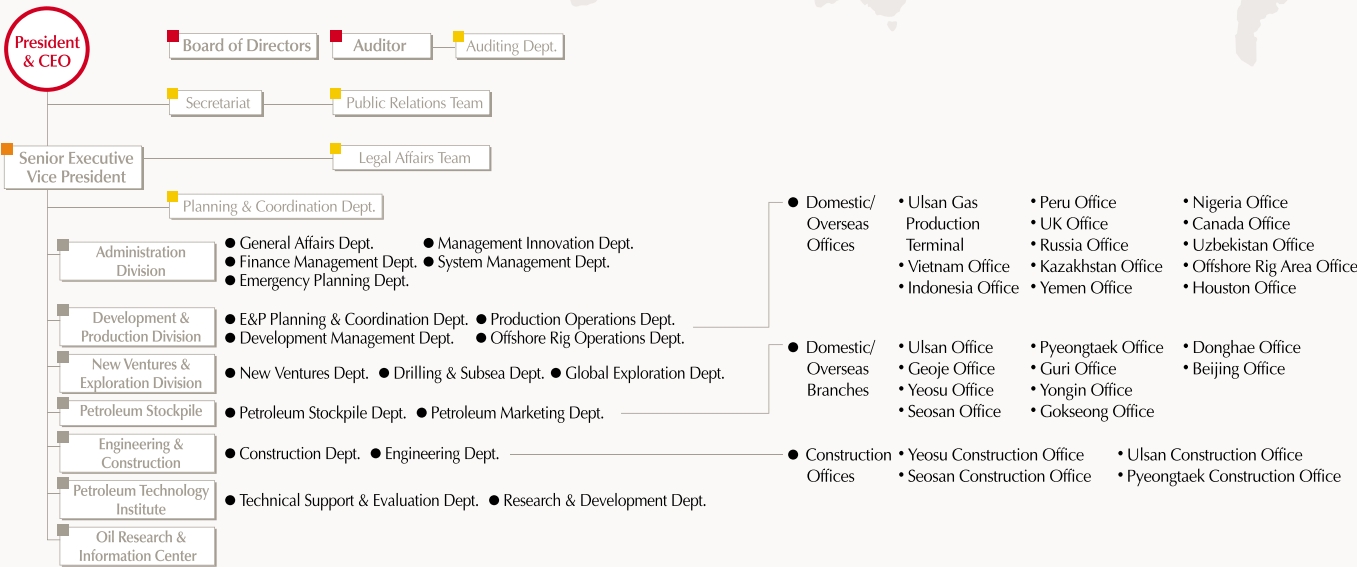 President
& CEO
Board of Directors
Auditor
Auditing Dept.
Secretariat
Public Relations Team
Senior Executive
Vice President
Legal Affairs Team
Planning & Coordination Dept.
Administration
Division
● General Affairs Dept. ● Management Innovation Dept.
● Finance Management Dept. ● System Management Dept.
● Emergency Planning Dept.
Development &
Production Division
● E&P Planning & Coordination Dept. ● Production Operations Dept.
● Development Management Dept. ● Offshore Rig Operations Dept.
New Ventures &
Exploration Division
● New Ventures Dept. ● Drilling & Subsea Dept. ● Global Exploration Dept.
Petroleum Stockpile
● Petroleum Stockpile Dept. ● Petroleum Marketing Dept.
Engineering &
Construction
● Construction Dept. ● Engineering Dept.
Petroleum Technology
Institute
● Technical Support & Evaluation Dept. ● Research & Development Dept.
Oil Research &
Information Center
● Domestic/
Overseas
Offices
• Ulsan Gas
Production
Terminal
• Vietnam Office
• Indonesia Office
• Peru Office
• UK Office
• Russia Office
• Kazakhstan Office
• Yemen Office
• Nigeria Office
• Canada Office
• Uzbekistan Office
• Offshore Rig Area Office
• Houston Office
● Domestic/
Overseas
Branches
• Ulsan Office
• Geoje Office
• Yeosu Office
• Seosan Office
• Pyeongtaek Office
• Guri Office
• Yongin Office
• Gokseong Office
• Donghae Office
• Beijing Office
● Construction
Offices
• Yeosu Construction Office
• Seosan Construction Office
• Ulsan Construction Office
• Pyeongtaek Construction Office